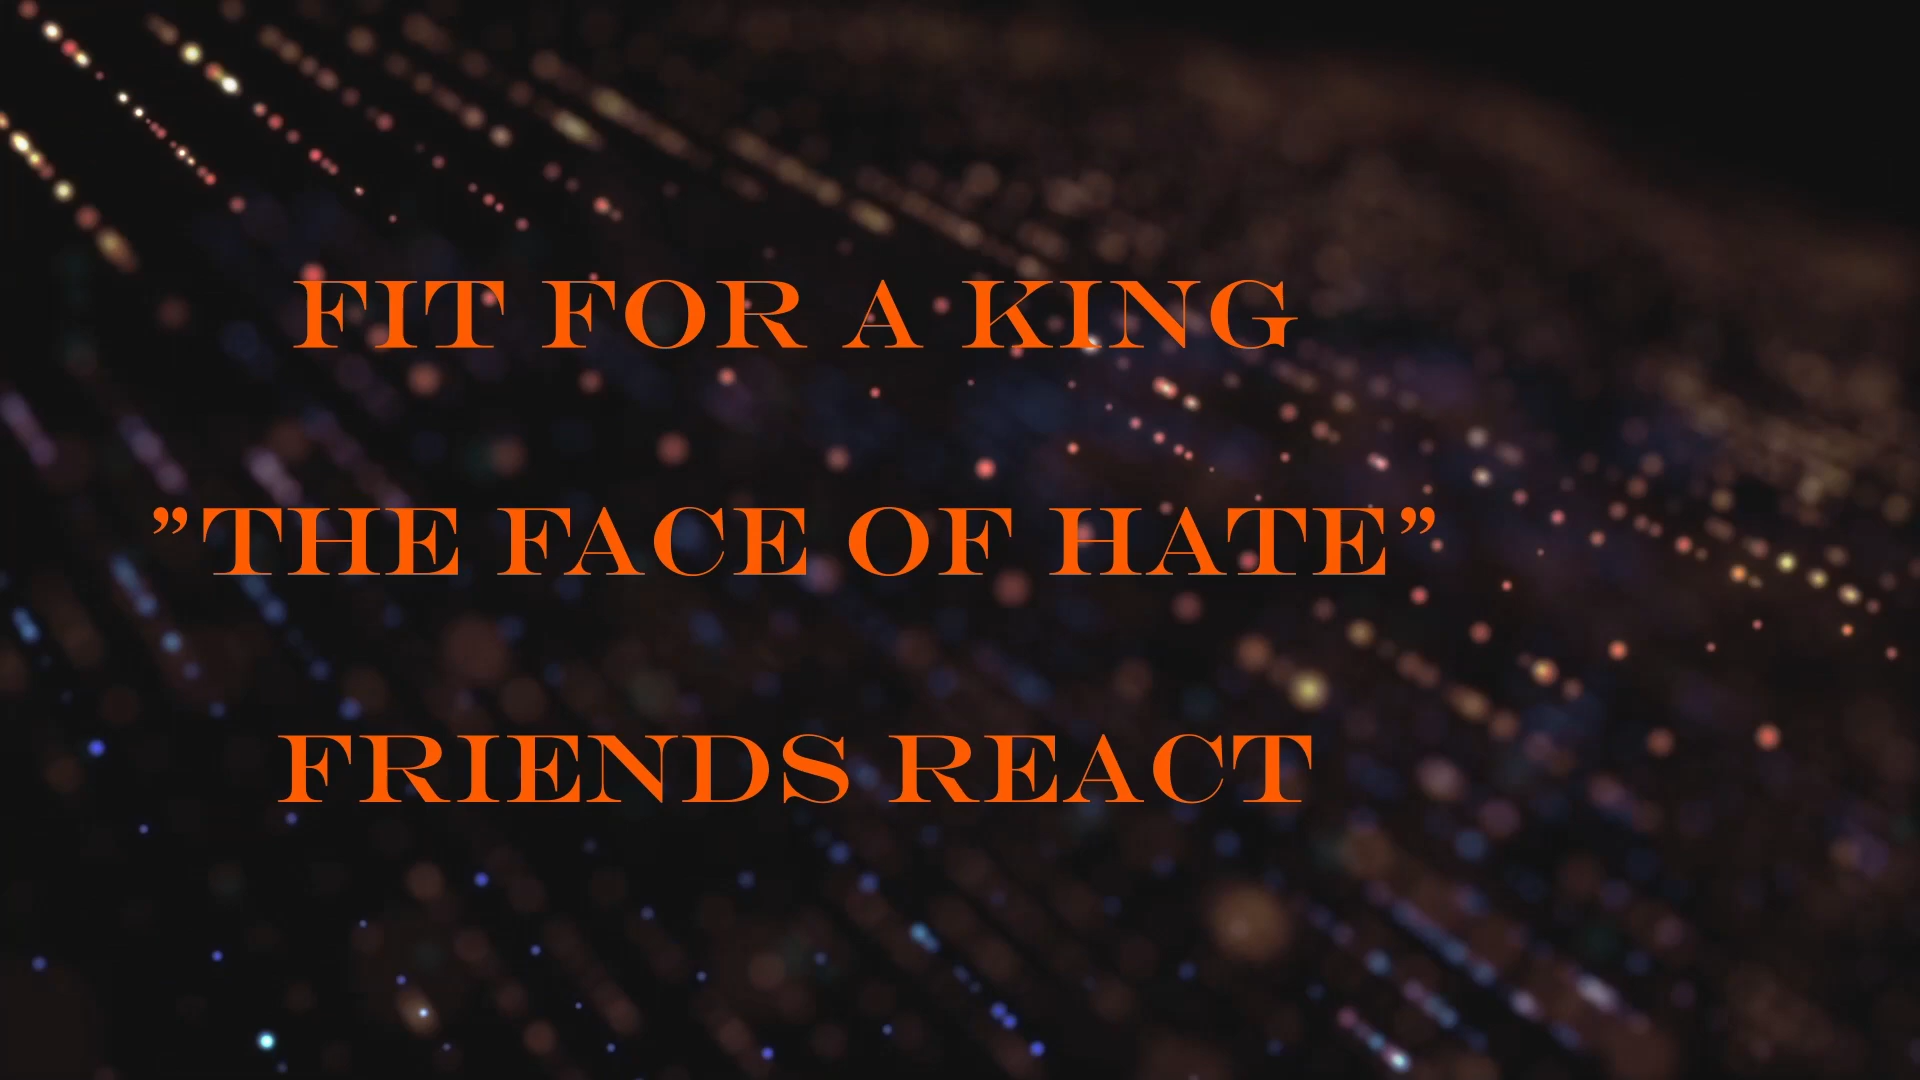 FIT FOR A KING
"THE FACE OF HATE"
FRIENDS REACT